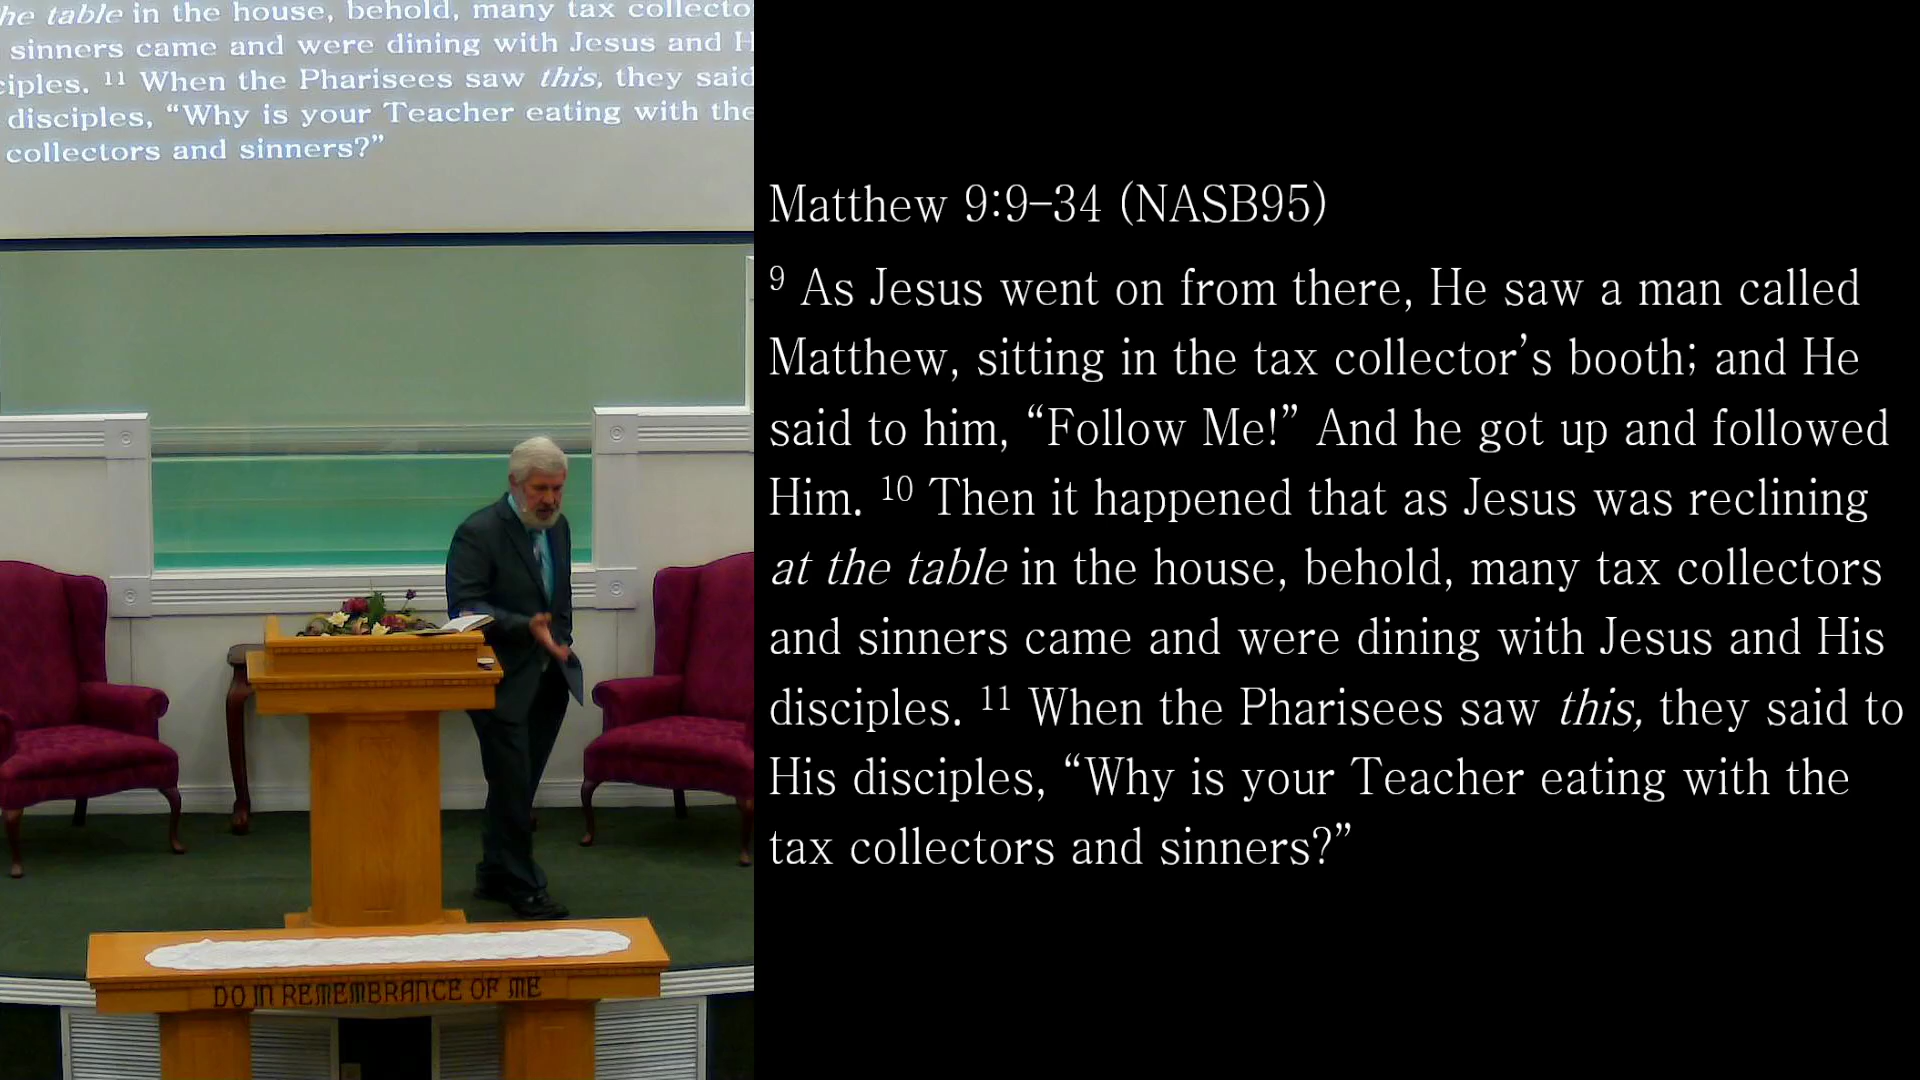 he table in the house, behold, many tax collecto
sinners came and were dining with Jesus and H
ciples. 11 When the Pharisees saw this, they said
disciples, “Why is your Teacher eating with the
collectors and sinners?”
Matthew 9:9–34 (NASB95)
9 As Jesus went on from there, He saw a man called
Matthew, sitting in the tax collector’s booth; and He
said to him, “Follow Me!” And he got up and followed
Him. 10 Then it happened that as Jesus was reclining
at the table in the house, behold, many tax collectors
and sinners came and were dining with Jesus and His
disciples. 11 When the Pharisees saw this, they said to
His disciples, “Why is your Teacher eating with the
tax collectors and sinners?”
DO IN REMEMBRANCE OF ME